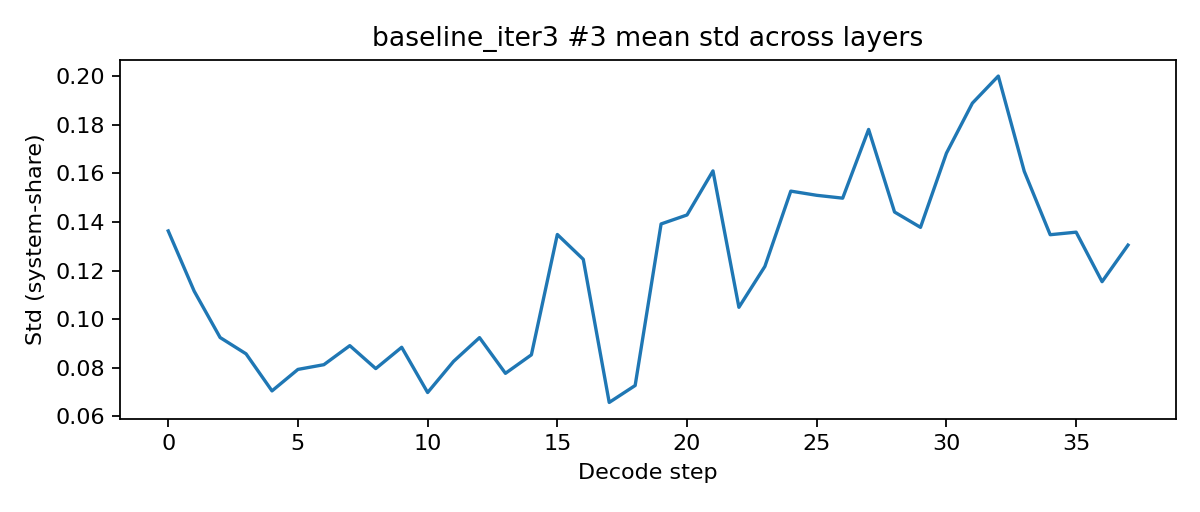 baseline_iter3 #3 mean std across layers
Std (system-share)
0.20
0.18
0.16
0.14
0.12
0.10
0.08
0.06
0 5 10 15 20 25 30 35
Decode step